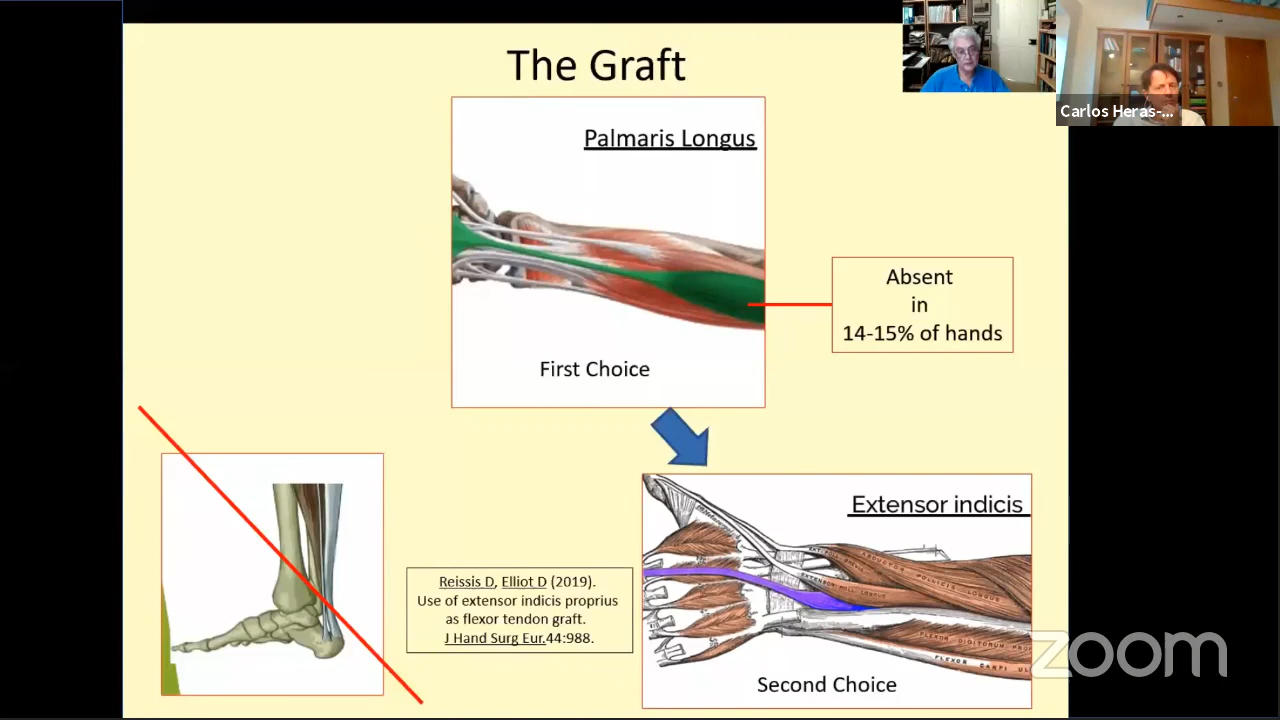 The Graft
Carlos Heras-...
Palmaris Longus
First Choice
Absent
in
14-15% of hands
Extensor indicis
Second Choice
Reissis D, Elliot D (2019).
Use of extensor indicis proprius
as flexor tendon graft.
J Hand Surg Eur.44:988.
zoom